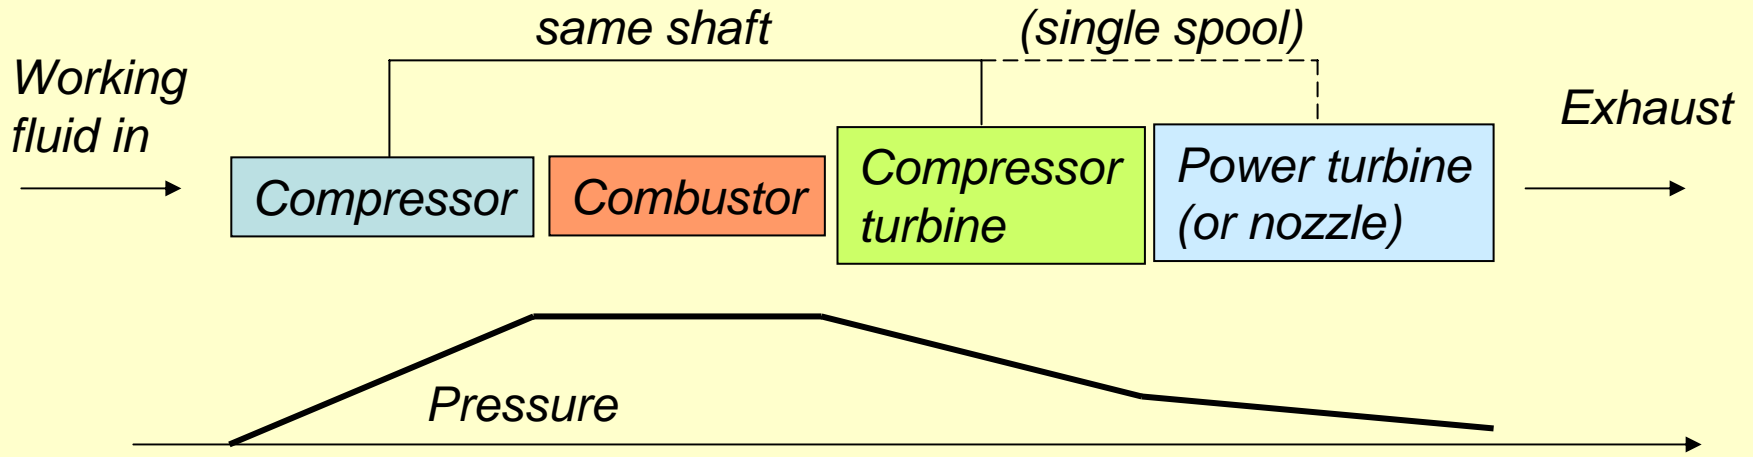 same shaft
(single spool)
Working
fluid in
Exhaust
Compressor
Combustor
Compressor
turbine
Power turbine
(or nozzle)
Pressure